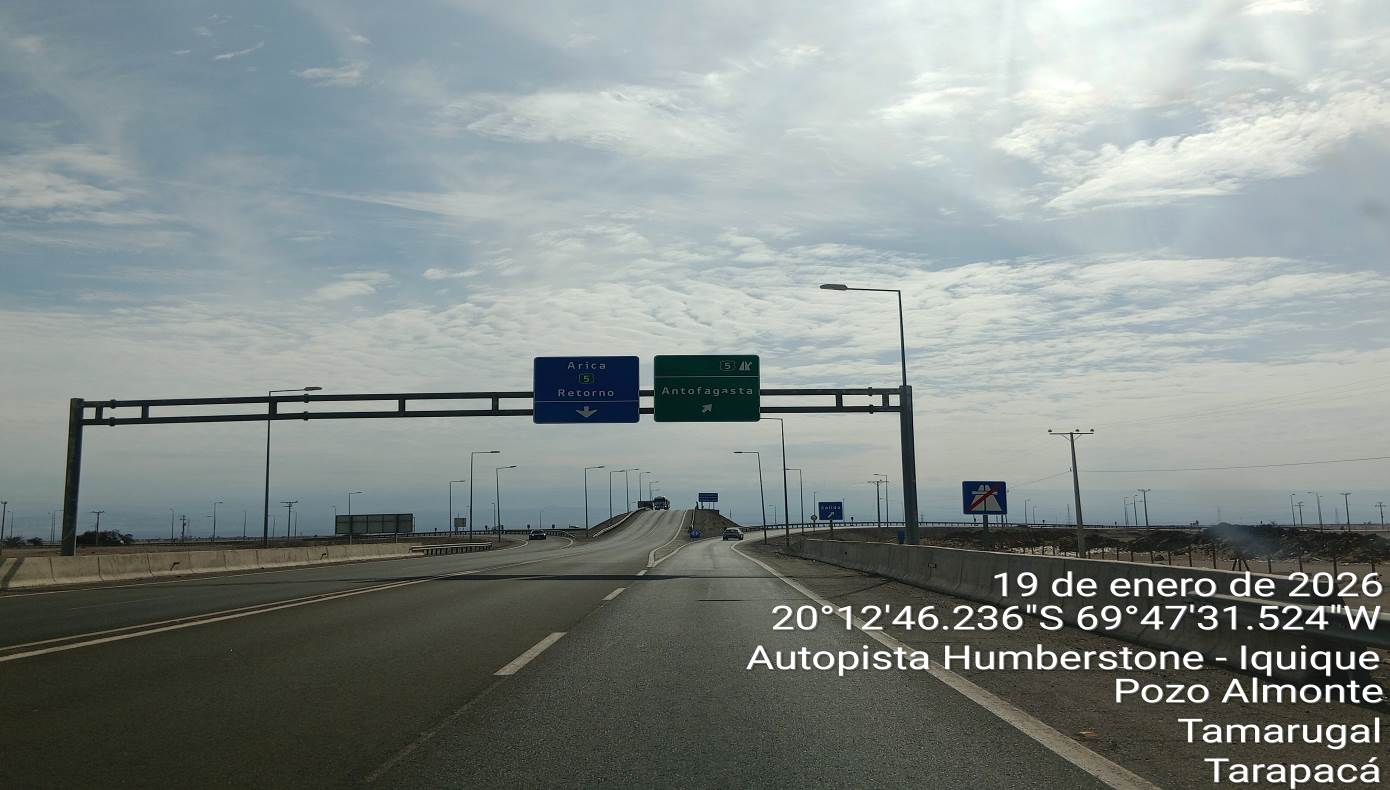 Arica
5
Retorno
5
Antofagasta
Salida
19 de enero de 2026
20°12'46.236"S 69°47'31.524"W
Autopista Humberstone - Iquique
Pozo Almonte
Tamarugal
Tarapacá